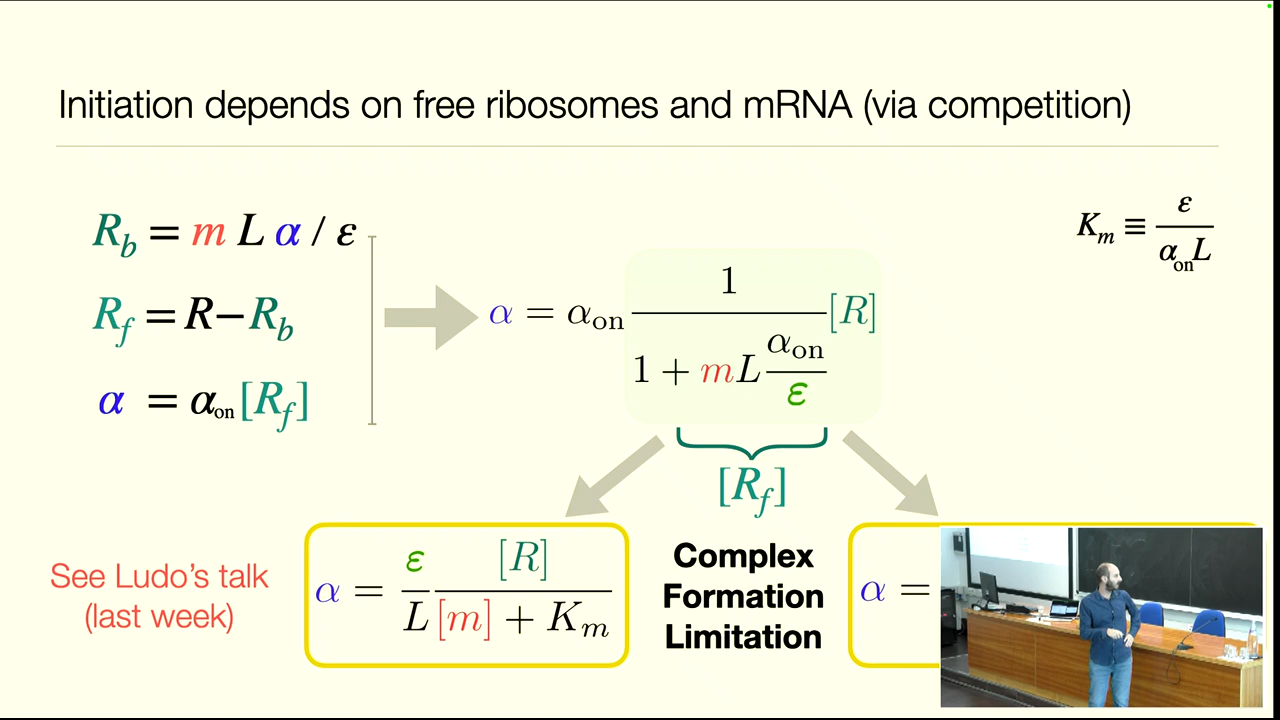 Initiation depends on free ribosomes and mRNA (via competition)
R_b = m L α / ε
R_f = R − R_b
α = α_on [R_f]
α = α_on 1 / (1 + m L α_on / ε) [R]
K_m ≡ ε / (α_on L)
[R_f]
See Ludo's talk
(last week)
α = ε / L [R] / ([m] + K_m)
Complex
Formation
Limitation
α =